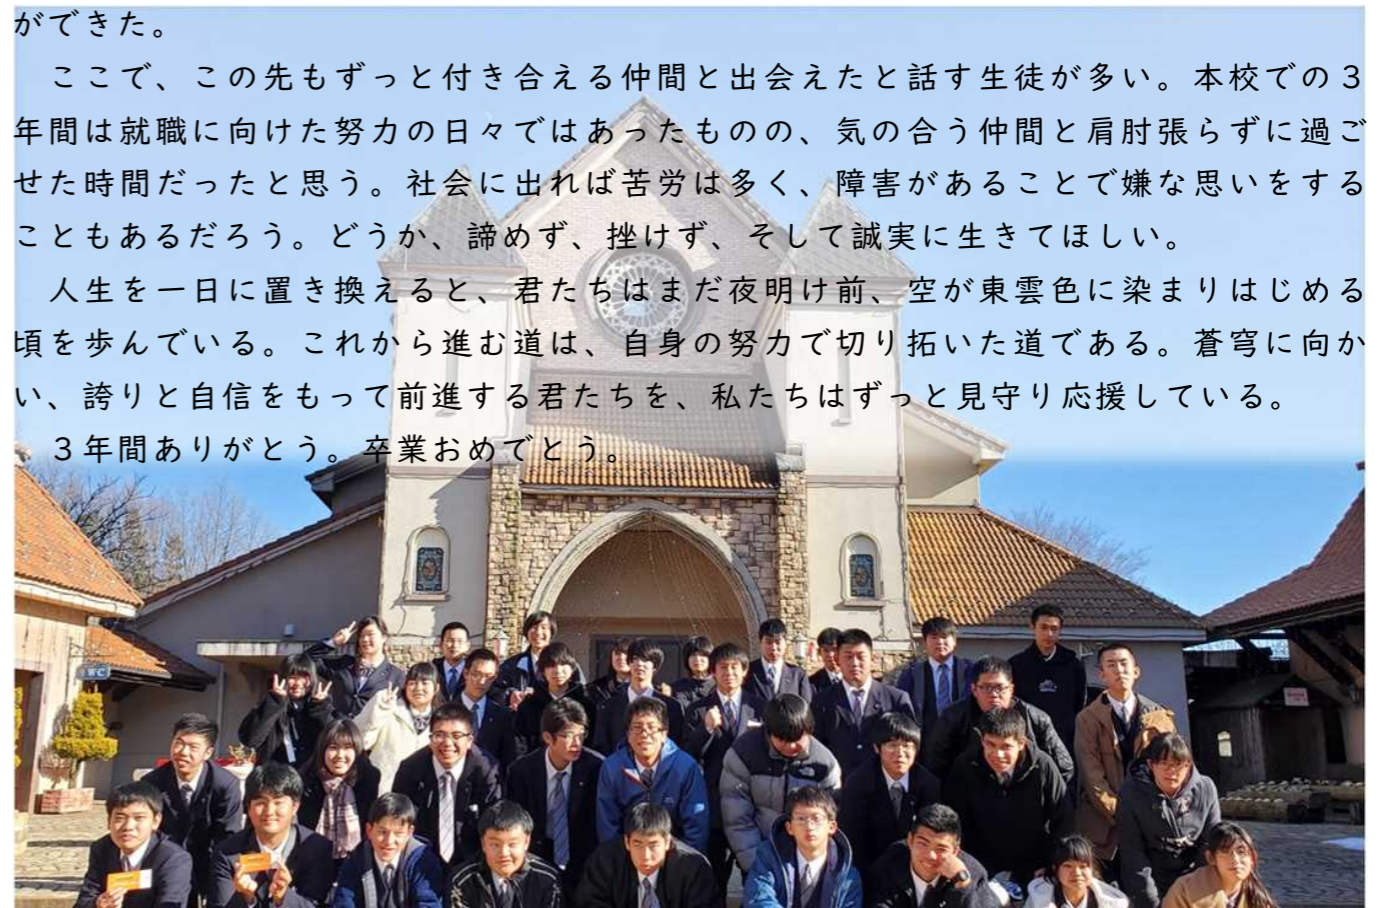 ができた。
　ここで、この先もずっと付き合える仲間と出会えたと話す生徒が多い。本校での３
年間は就職に向けた努力の日々ではあったものの、気の合う仲間と肩肘張らずに過ご
せた時間だったと思う。社会に出れば苦労は多く、障害があることで嫌な思いをする
こともあるだろう。どうか、諦めず、挫けず、そして誠実に生きてほしい。
　人生を一日に置き換えると、君たちはまだ夜明け前、空が東雲色に染まりはじめる
頃を歩んでいる。これから進む道は、自身の努力で切り拓いた道である。蒼穹に向か
い、誇りと自信をもって前進する君たちを、私たちはずっと見守り応援している。
　３年間ありがとう。卒業おめでとう。
WC